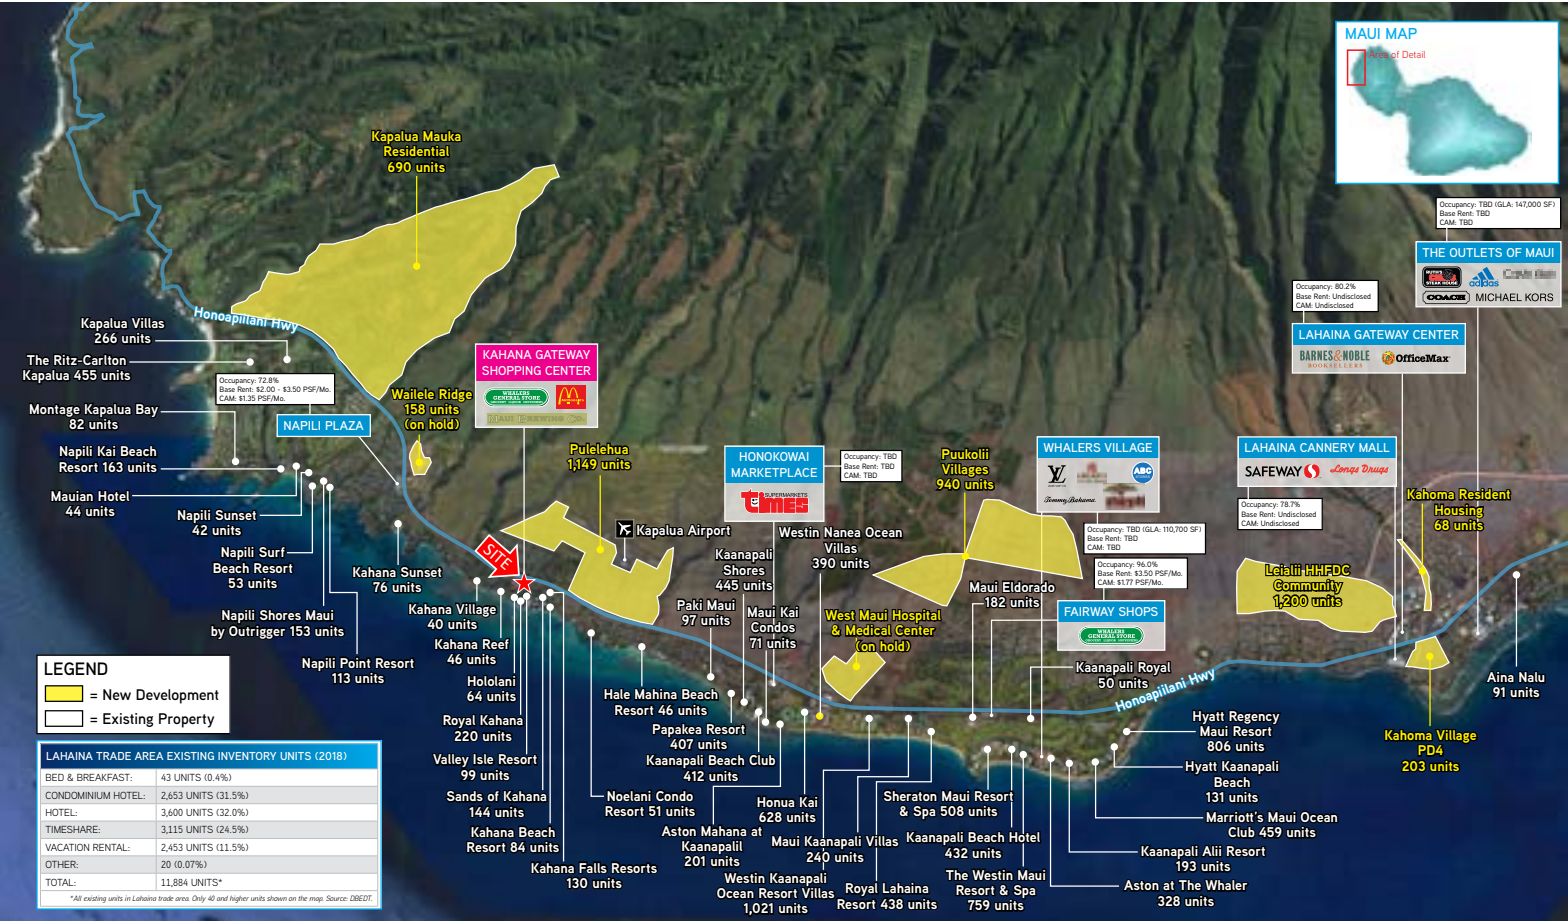 MAUI MAP
Area of Detail
Kapalua Mauka
Residential
690 units
Occupancy: TBD (GLA: 147,000 SF)
Base Rent: TBD
CAM: TBD
THE OUTLETS OF MAUI
RUTH'S
STEAK HOUSE
adidas
COACH
MICHAEL KORS
Occupancy: 80.2%
Base Rent: Undisclosed
CAM: Undisclosed
LAHAINA GATEWAY CENTER
BARNES&NOBLE
BOOKSELLERS
OfficeMax
Honoapiilani Hwy
Kapalua Villas
266 units
The Ritz-Carlton
Kapalua 455 units
Occupancy: 72.8%
Base Rent: $2.00 - $3.50 PSF/Mo.
CAM: $1.35 PSF/Mo.
NAPILI PLAZA
Montage Kapalua Bay
82 units
Napili Kai Beach
Resort 163 units
Mauian Hotel
44 units
Napili Sunset
42 units
Napili Surf
Beach Resort
53 units
Napili Shores Maui
by Outrigger 153 units
Napili Point Resort
113 units
Wailele Ridge
158 units
(on hold)
KAHANA GATEWAY
SHOPPING CENTER
WHALERS
GENERAL STORE
MAUI BREWING CO.
Pulelehua
1,149 units
Kapalua Airport
SITE
Kahana Sunset
76 units
Kahana Village
40 units
Kahana Reef
46 units
Hololani
64 units
Royal Kahana
220 units
Valley Isle Resort
99 units
Sands of Kahana
144 units
Kahana Beach
Resort 84 units
Kahana Falls Resorts
130 units
Noelani Condo
Resort 51 units
Hale Mahina Beach
Resort 46 units
Papakea Resort
407 units
Kaanapali Beach Club
412 units
Aston Mahana at
Kaanapalil
201 units
Paki Maui
97 units
Kaanapali
Shores
445 units
Maui Kai
Condos
71 units
HONOKOWAI
MARKETPLACE
TIMES
SUPERMARKETS
Occupancy: TBD
Base Rent: TBD
CAM: TBD
Westin Nanea Ocean
Villas
390 units
Puukolii
Villages
940 units
West Maui Hospital
& Medical Center
(on hold)
WHALERS VILLAGE
LV
ABC
STORES
Tommy Bahama
Occupancy: TBD (GLA: 110,700 SF)
Base Rent: TBD
CAM: TBD
Occupancy: 96.0%
Base Rent: $3.50 PSF/Mo.
CAM: $1.77 PSF/Mo.
FAIRWAY SHOPS
WHALERS
GENERAL STORE
Maui Eldorado
182 units
Kaanapali Royal
50 units
Honoapiilani Hwy
LAHAINA CANNERY MALL
SAFEWAY
Longs Drugs
Occupancy: 78.7%
Base Rent: Undisclosed
CAM: Undisclosed
Kahoma Resident
Housing
68 units
Leialii HHFDC
Community
1,200 units
Aina Nalu
91 units
Kahoma Village
PD4
203 units
Hyatt Regency
Maui Resort
806 units
Hyatt Kaanapali
Beach
131 units
Marriott's Maui Ocean
Club 459 units
Kaanapali Alii Resort
193 units
Aston at The Whaler
328 units
Honua Kai
628 units
Westin Kaanapali
Ocean Resort Villas
1,021 units
Maui Kaanapali Villas
240 units
Royal Lahaina
Resort 438 units
Sheraton Maui Resort
& Spa 508 units
Kaanapali Beach Hotel
432 units
The Westin Maui
Resort & Spa
759 units
LEGEND
= New Development
= Existing Property
LAHAINA TRADE AREA EXISTING INVENTORY UNITS (2018)
BED & BREAKFAST: 43 UNITS (0.4%)
CONDOMINIUM HOTEL: 2,653 UNITS (31.5%)
HOTEL: 3,600 UNITS (32.0%)
TIMESHARE: 3,115 UNITS (24.5%)
VACATION RENTAL: 2,453 UNITS (11.5%)
OTHER: 20 (0.07%)
TOTAL: 11,884 UNITS*
*All existing units in Lahaina trade area. Only 40 and higher units shown on the map. Source: DBEDT.